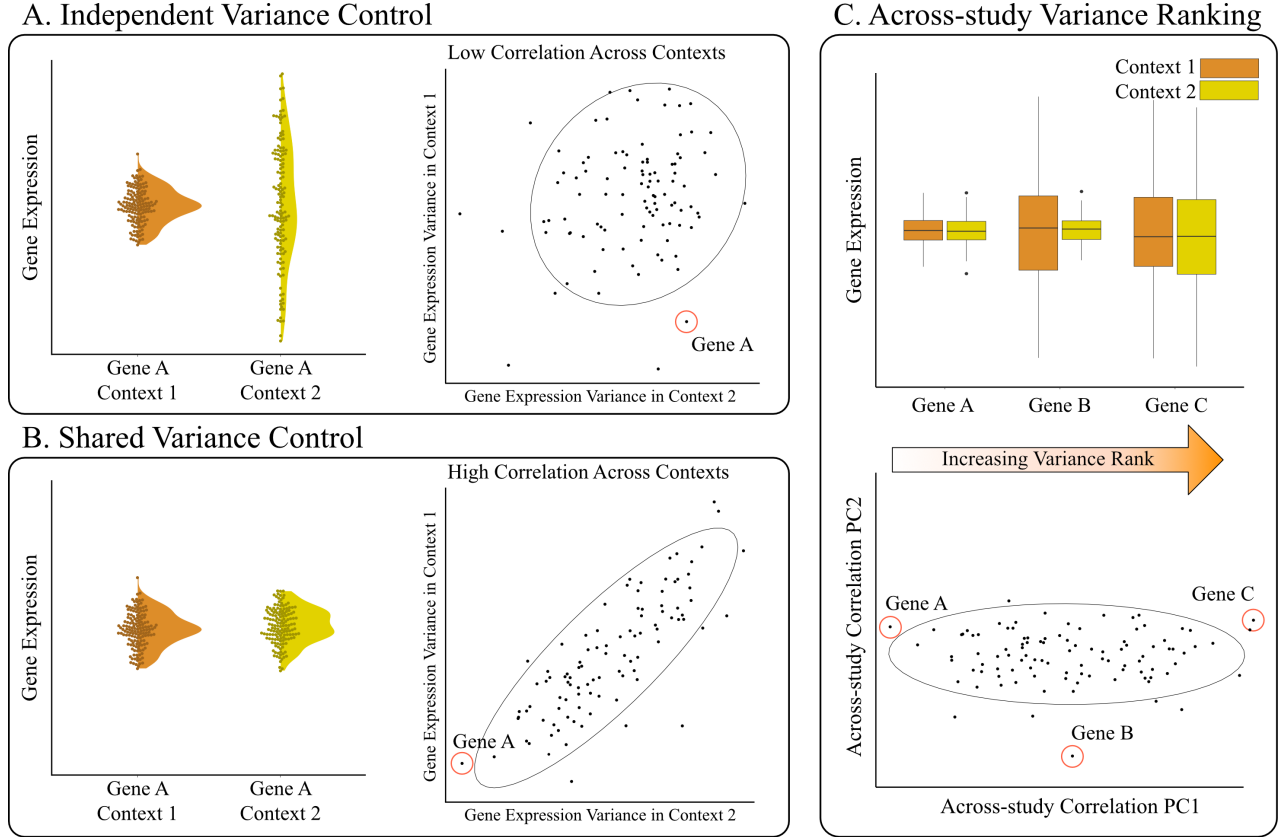 A. Independent Variance Control
Gene Expression
Gene A
Context 1
Gene A
Context 2
Low Correlation Across Contexts
Gene Expression Variance in Context 1
Gene A
Gene Expression Variance in Context 2
B. Shared Variance Control
Gene Expression
Gene A
Context 1
Gene A
Context 2
High Correlation Across Contexts
Gene Expression Variance in Context 1
Gene A
Gene Expression Variance in Context 2
C. Across-study Variance Ranking
Context 1
Context 2
Gene Expression
Gene A
Gene B
Gene C
Increasing Variance Rank
Across-study Correlation PC2
Gene A
Gene C
Gene B
Across-study Correlation PC1